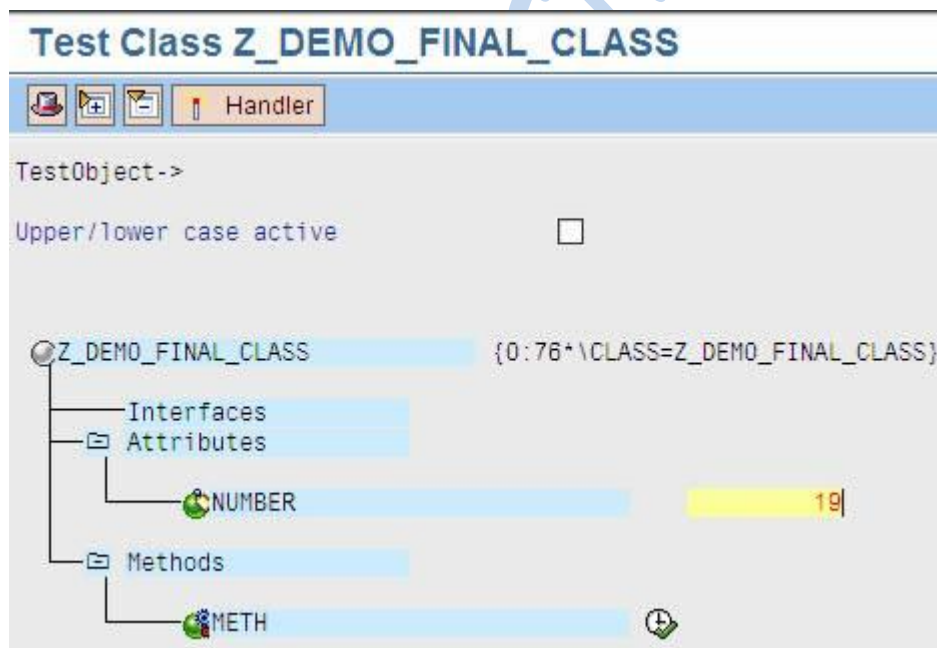 Test Class Z_DEMO_FINAL_CLASS
Handler
TestObject->
Upper/lower case active
Z_DEMO_FINAL_CLASS {0:76*\CLASS=Z_DEMO_FINAL_CLASS}
Interfaces
Attributes
NUMBER 19
Methods
METH